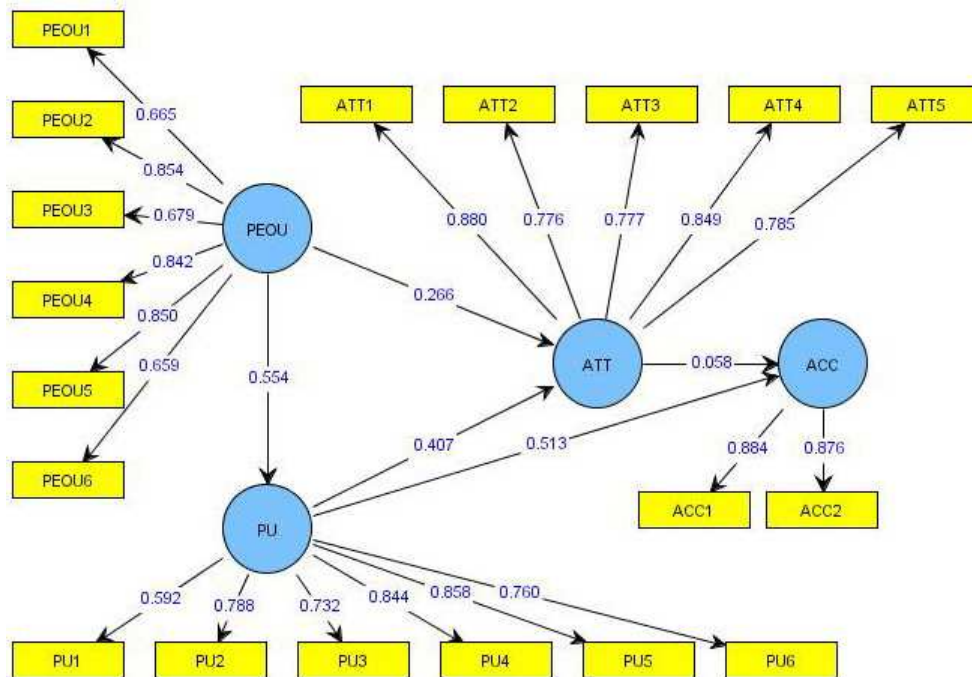 PEOU1
ATT1 ATT2 ATT3 ATT4 ATT5
0.665
PEOU2
0.854
PEOU3
0.679
0.880 0.776 0.777 0.849 0.785
PEOU
0.842
PEOU4
0.266
0.850
0.659
0.554
ATT
0.058
ACC
PEOU5
0.407
0.513
0.884
0.876
PEOU6
ACC1 ACC2
PU
0.592 0.788 0.732 0.844 0.858 0.760
PU1 PU2 PU3 PU4 PU5 PU6